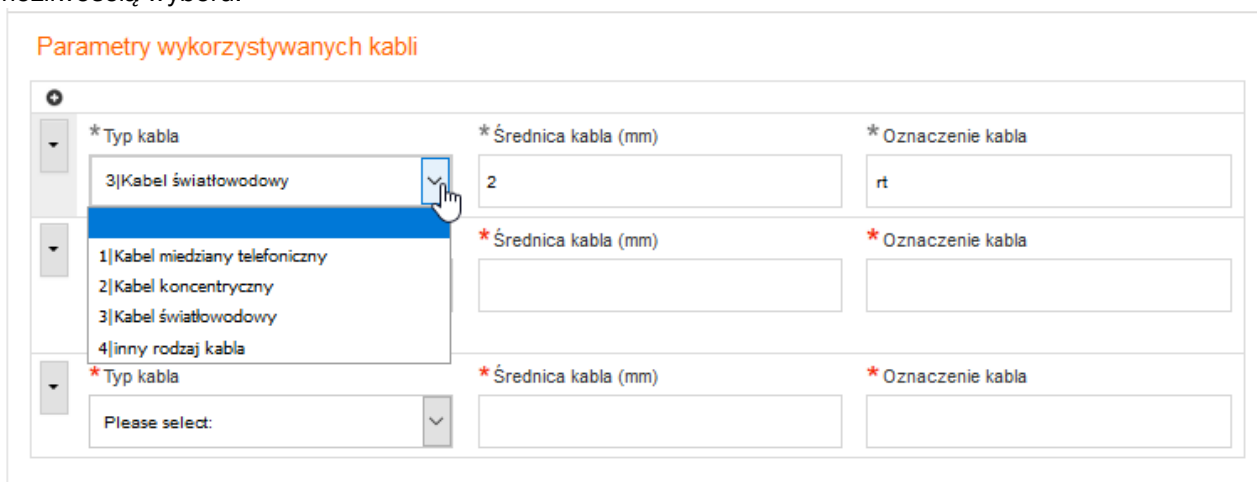 możliwością wyboru.
Parametry wykorzystywanych kabli
* Typ kabla
* Średnica kabla (mm)
* Oznaczenie kabla
3|Kabel światłowodowy
2
rt
1|Kabel miedziany telefoniczny
2|Kabel koncentryczny
3|Kabel światłowodowy
4|inny rodzaj kabla
* Średnica kabla (mm)
* Oznaczenie kabla
* Typ kabla
* Średnica kabla (mm)
* Oznaczenie kabla
Please select: